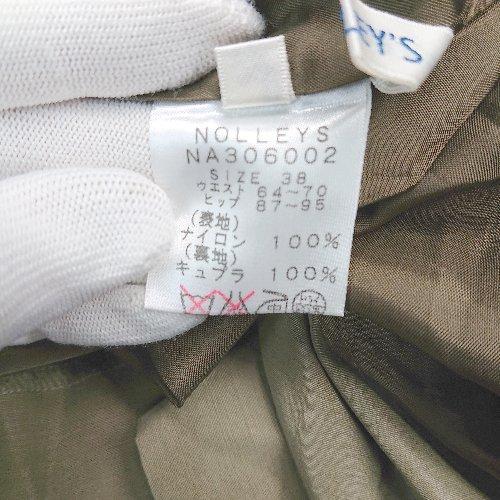 LEY'S
NOLLEYS
NA306002
SIZE 38
ウエスト 64~70
ヒップ 87~95
(表地)
ナイロン 100%
(裏地)
キュプラ 100%